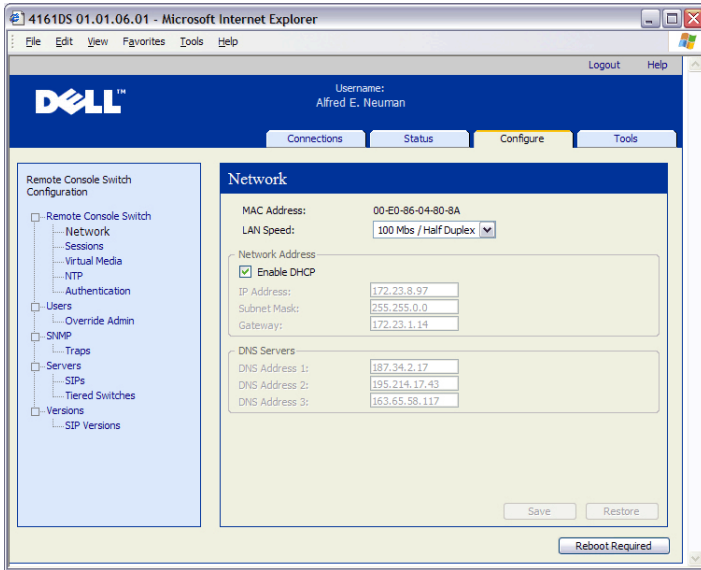 4161DS 01.01.06.01 - Microsoft Internet Explorer
File Edit View Favorites Tools Help
Logout Help
DELL™
Username:
Alfred E. Neuman
Connections Status Configure Tools
Remote Console Switch
Configuration
Remote Console Switch
Network
Sessions
Virtual Media
NTP
Authentication
Users
Override Admin
SNMP
Traps
Servers
SIPs
Tiered Switches
Versions
SIP Versions
Network
MAC Address: 00-E0-86-04-80-8A
LAN Speed: 100 Mbs / Half Duplex
Network Address
Enable DHCP
IP Address: 172.23.8.97
Subnet Mask: 255.255.0.0
Gateway: 172.23.1.14
DNS Servers
DNS Address 1: 187.34.2.17
DNS Address 2: 195.214.17.43
DNS Address 3: 163.65.58.117
Save Restore
Reboot Required